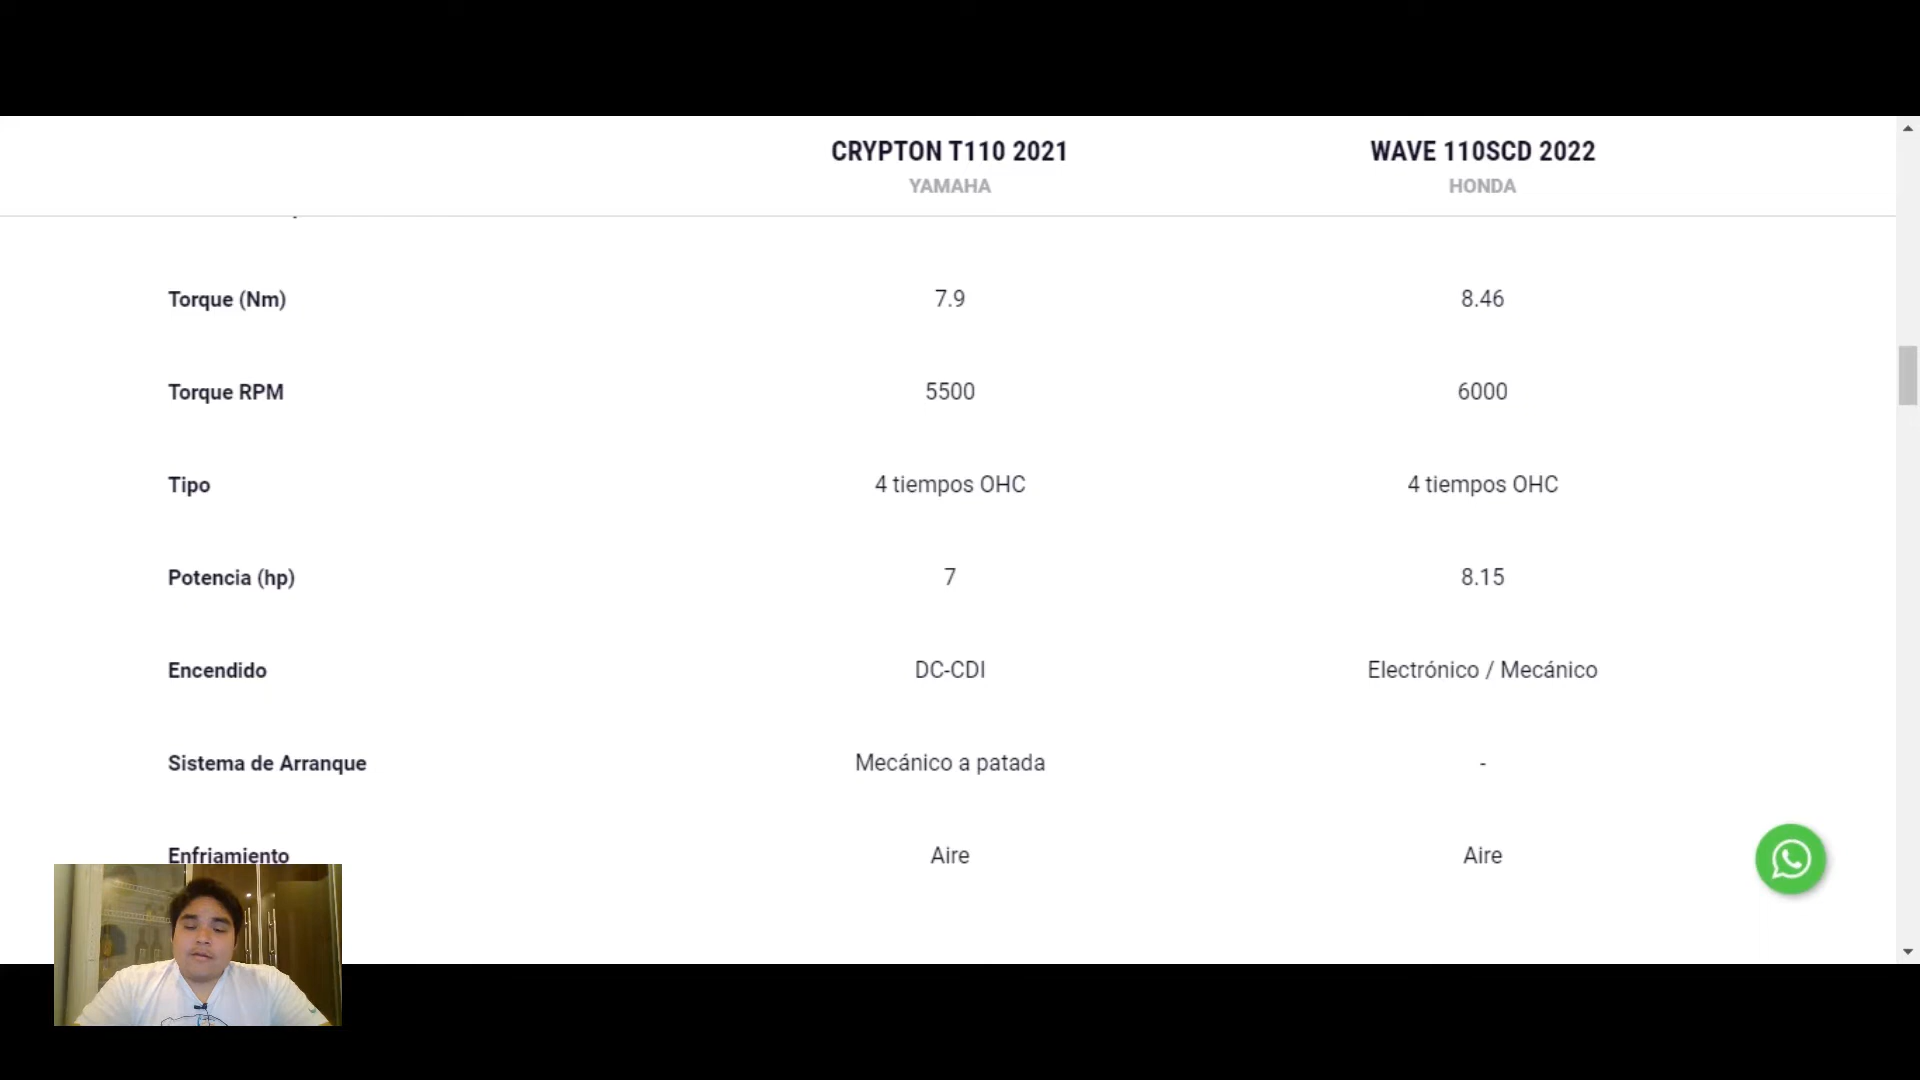 CRYPTON T110 2021 WAVE 110SCD 2022
YAMAHA HONDA
Torque (Nm) 7.9 8.46
Torque RPM 5500 6000
Tipo 4 tiempos OHC 4 tiempos OHC
Potencia (hp) 7 8.15
Encendido DC-CDI Electrónico / Mecánico
Sistema de Arranque Mecánico a patada -
Enfriamiento Aire Aire